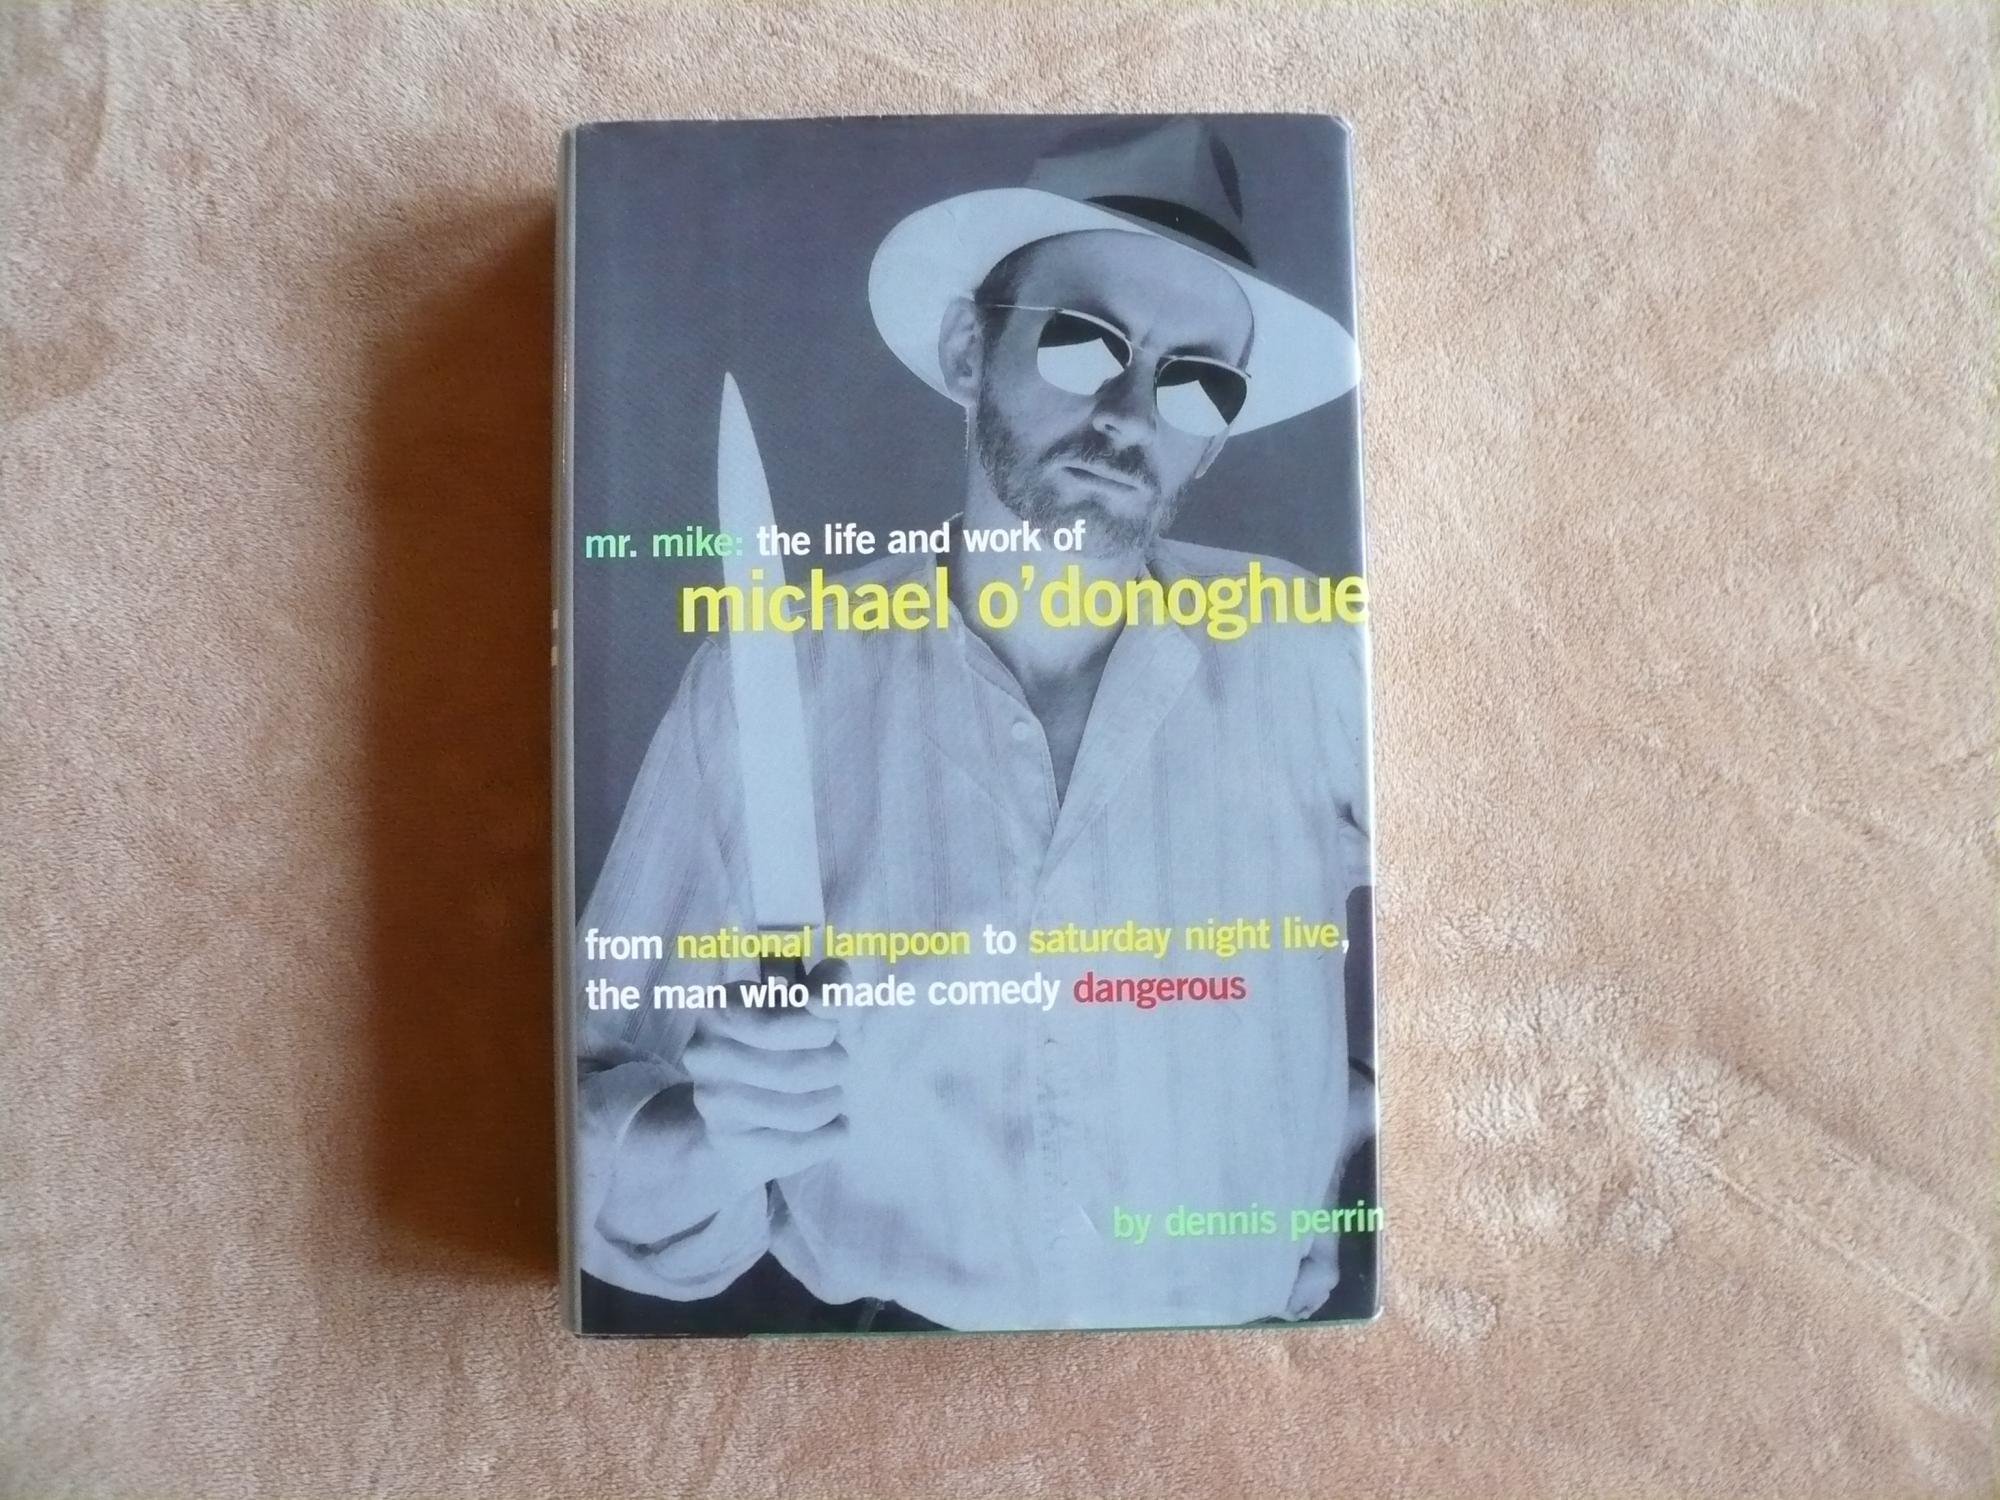 mr. mike: the life and work of
michael o'donoghue
from national lampoon to saturday night live,
the man who made comedy dangerous
by dennis perrin